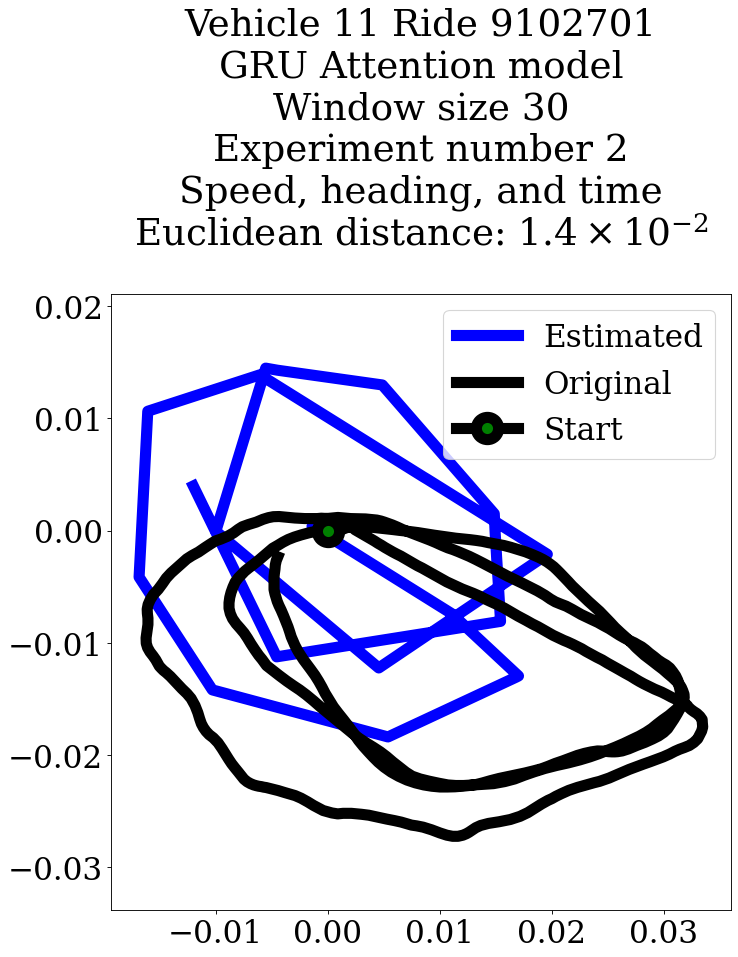 Vehicle 11 Ride 9102701
GRU Attention model
Window size 30
Experiment number 2
Speed, heading, and time
Euclidean distance: 1.4 × 10⁻²
0.02
0.01
0.00
−0.01
−0.02
−0.03
Estimated
Original
Start
−0.01 0.00 0.01 0.02 0.03